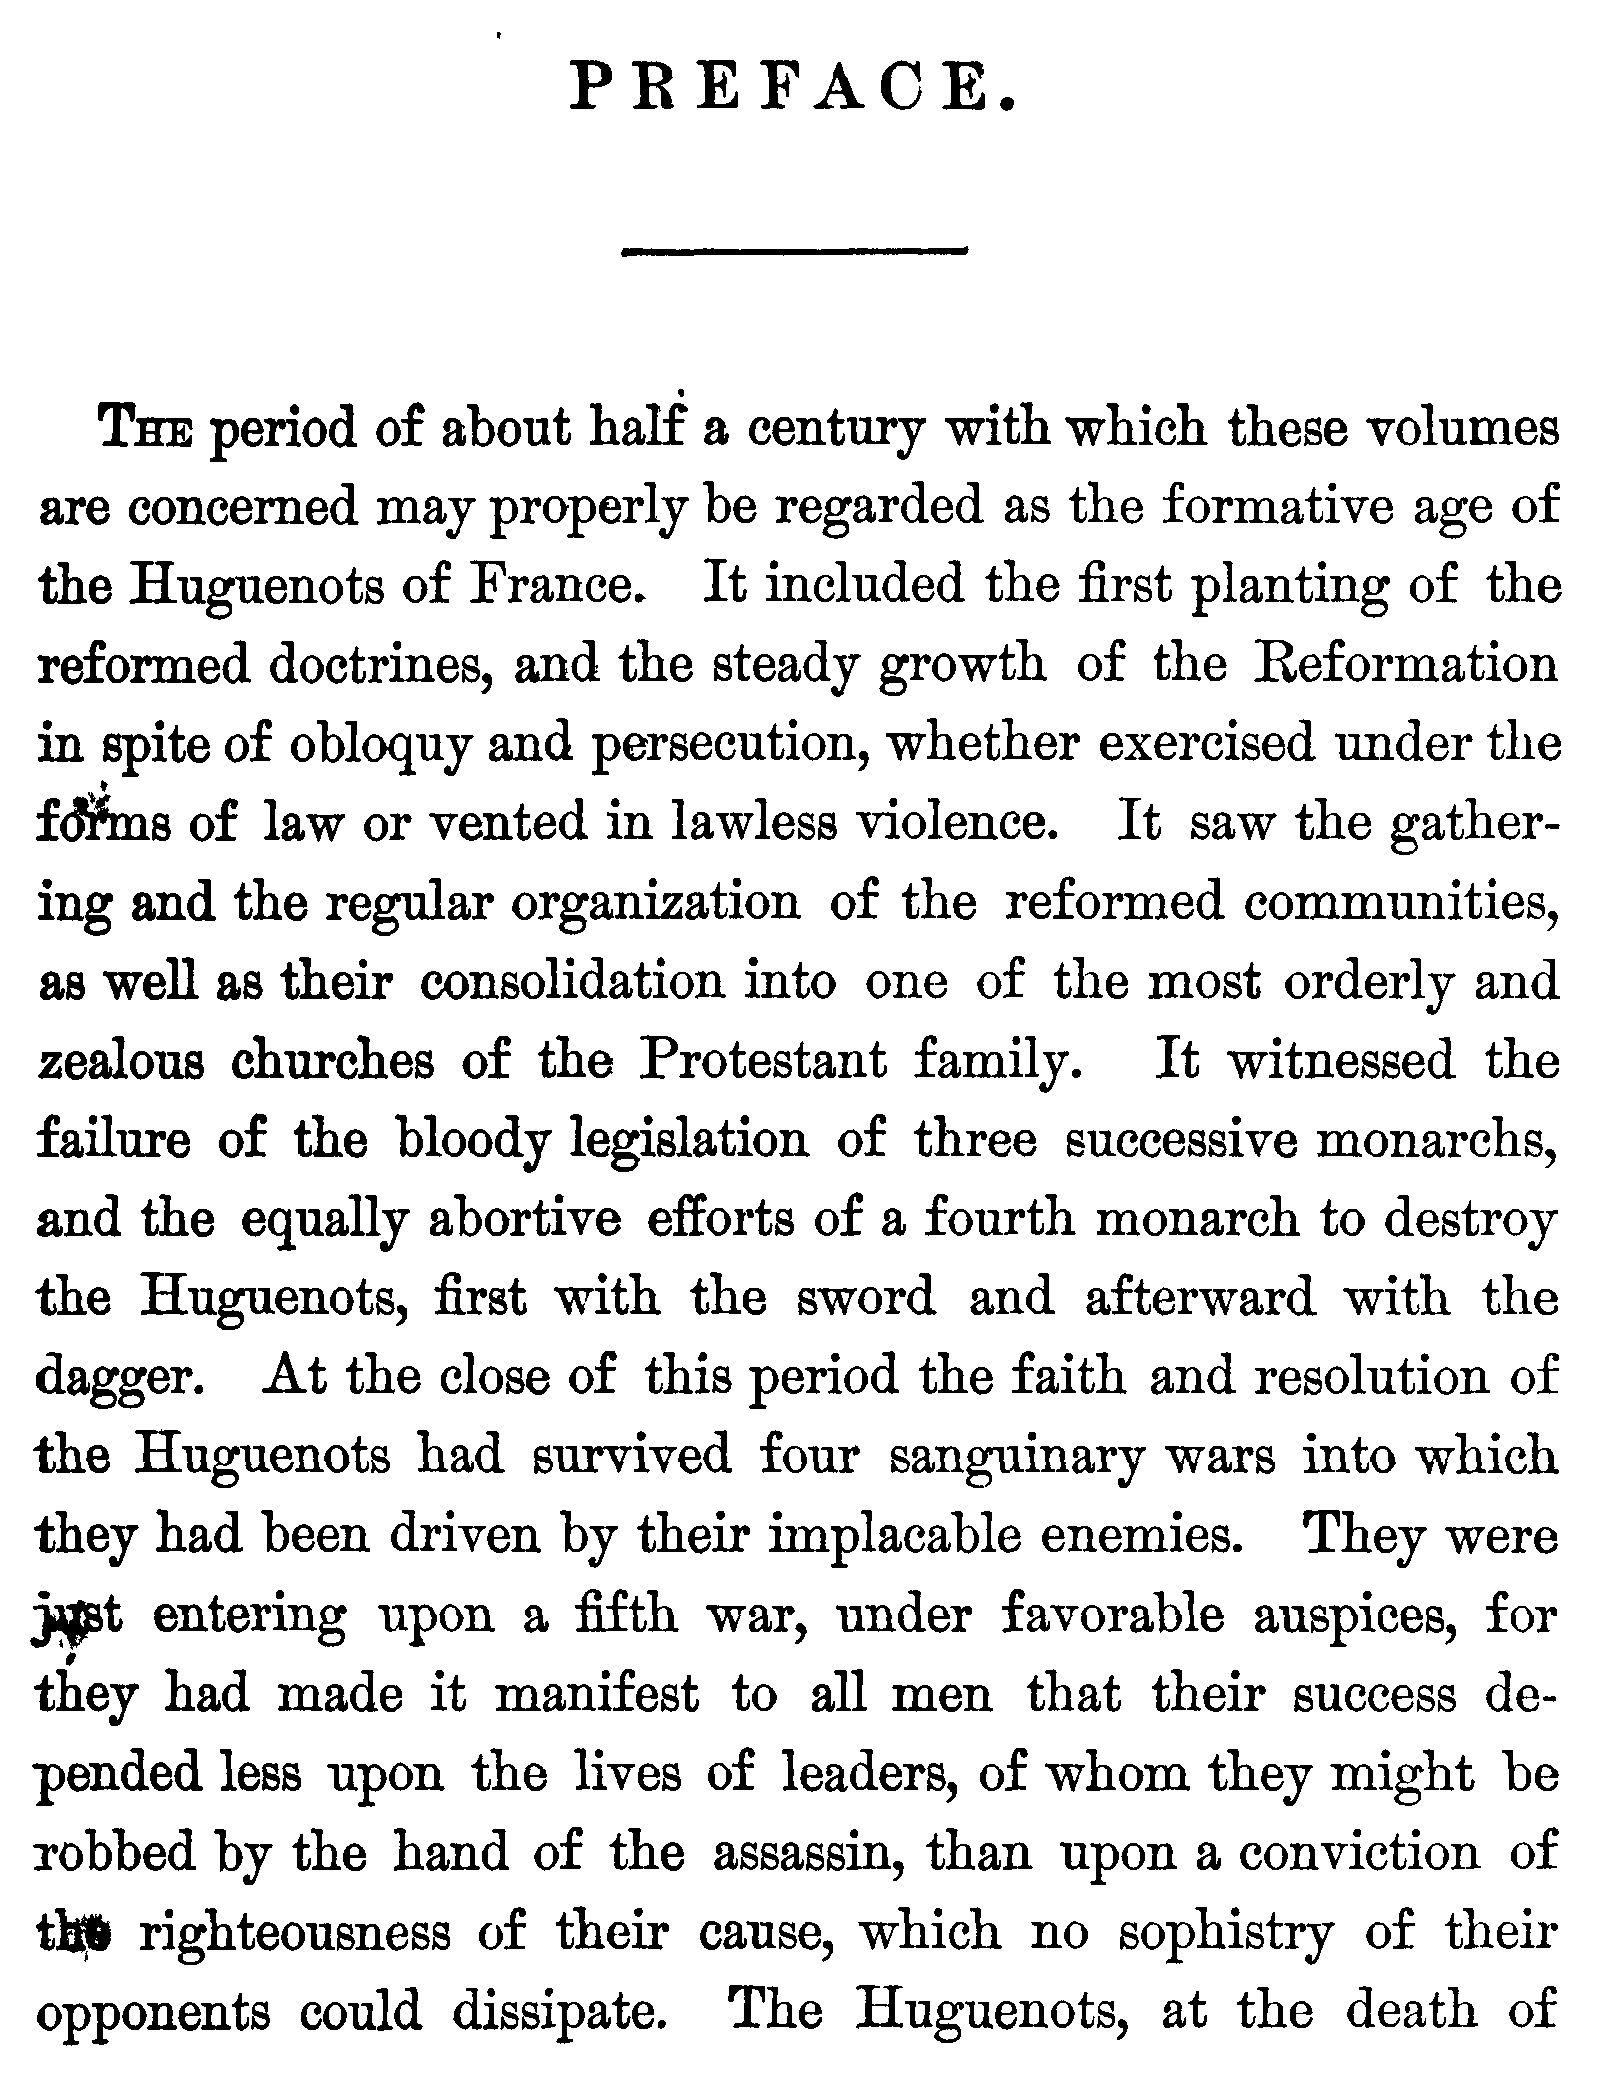 PREFACE.
THE period of about half a century with which these volumes
are concerned may properly be regarded as the formative age of
the Huguenots of France. It included the first planting of the
reformed doctrines, and the steady growth of the Reformation
in spite of obloquy and persecution, whether exercised under the
forms of law or vented in lawless violence. It saw the gather-
ing and the regular organization of the reformed communities,
as well as their consolidation into one of the most orderly and
zealous churches of the Protestant family. It witnessed the
failure of the bloody legislation of three successive monarchs,
and the equally abortive efforts of a fourth monarch to destroy
the Huguenots, first with the sword and afterward with the
dagger. At the close of this period the faith and resolution of
the Huguenots had survived four sanguinary wars into which
they had been driven by their implacable enemies. They were
just entering upon a fifth war, under favorable auspices, for
they had made it manifest to all men that their success de-
pended less upon the lives of leaders, of whom they might be
robbed by the hand of the assassin, than upon a conviction of
the righteousness of their cause, which no sophistry of their
opponents could dissipate. The Huguenots, at the death of